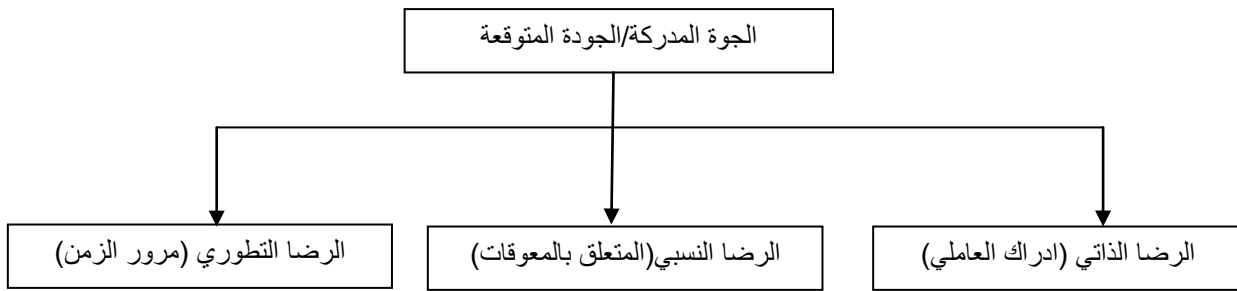 الجوة المدركة/الجودة المتوقعة
الرضا الذاتي (ادراك العاملي)
الرضا النسبي(المتعلق بالمعوقات)
الرضا التطوري (مرور الزمن)